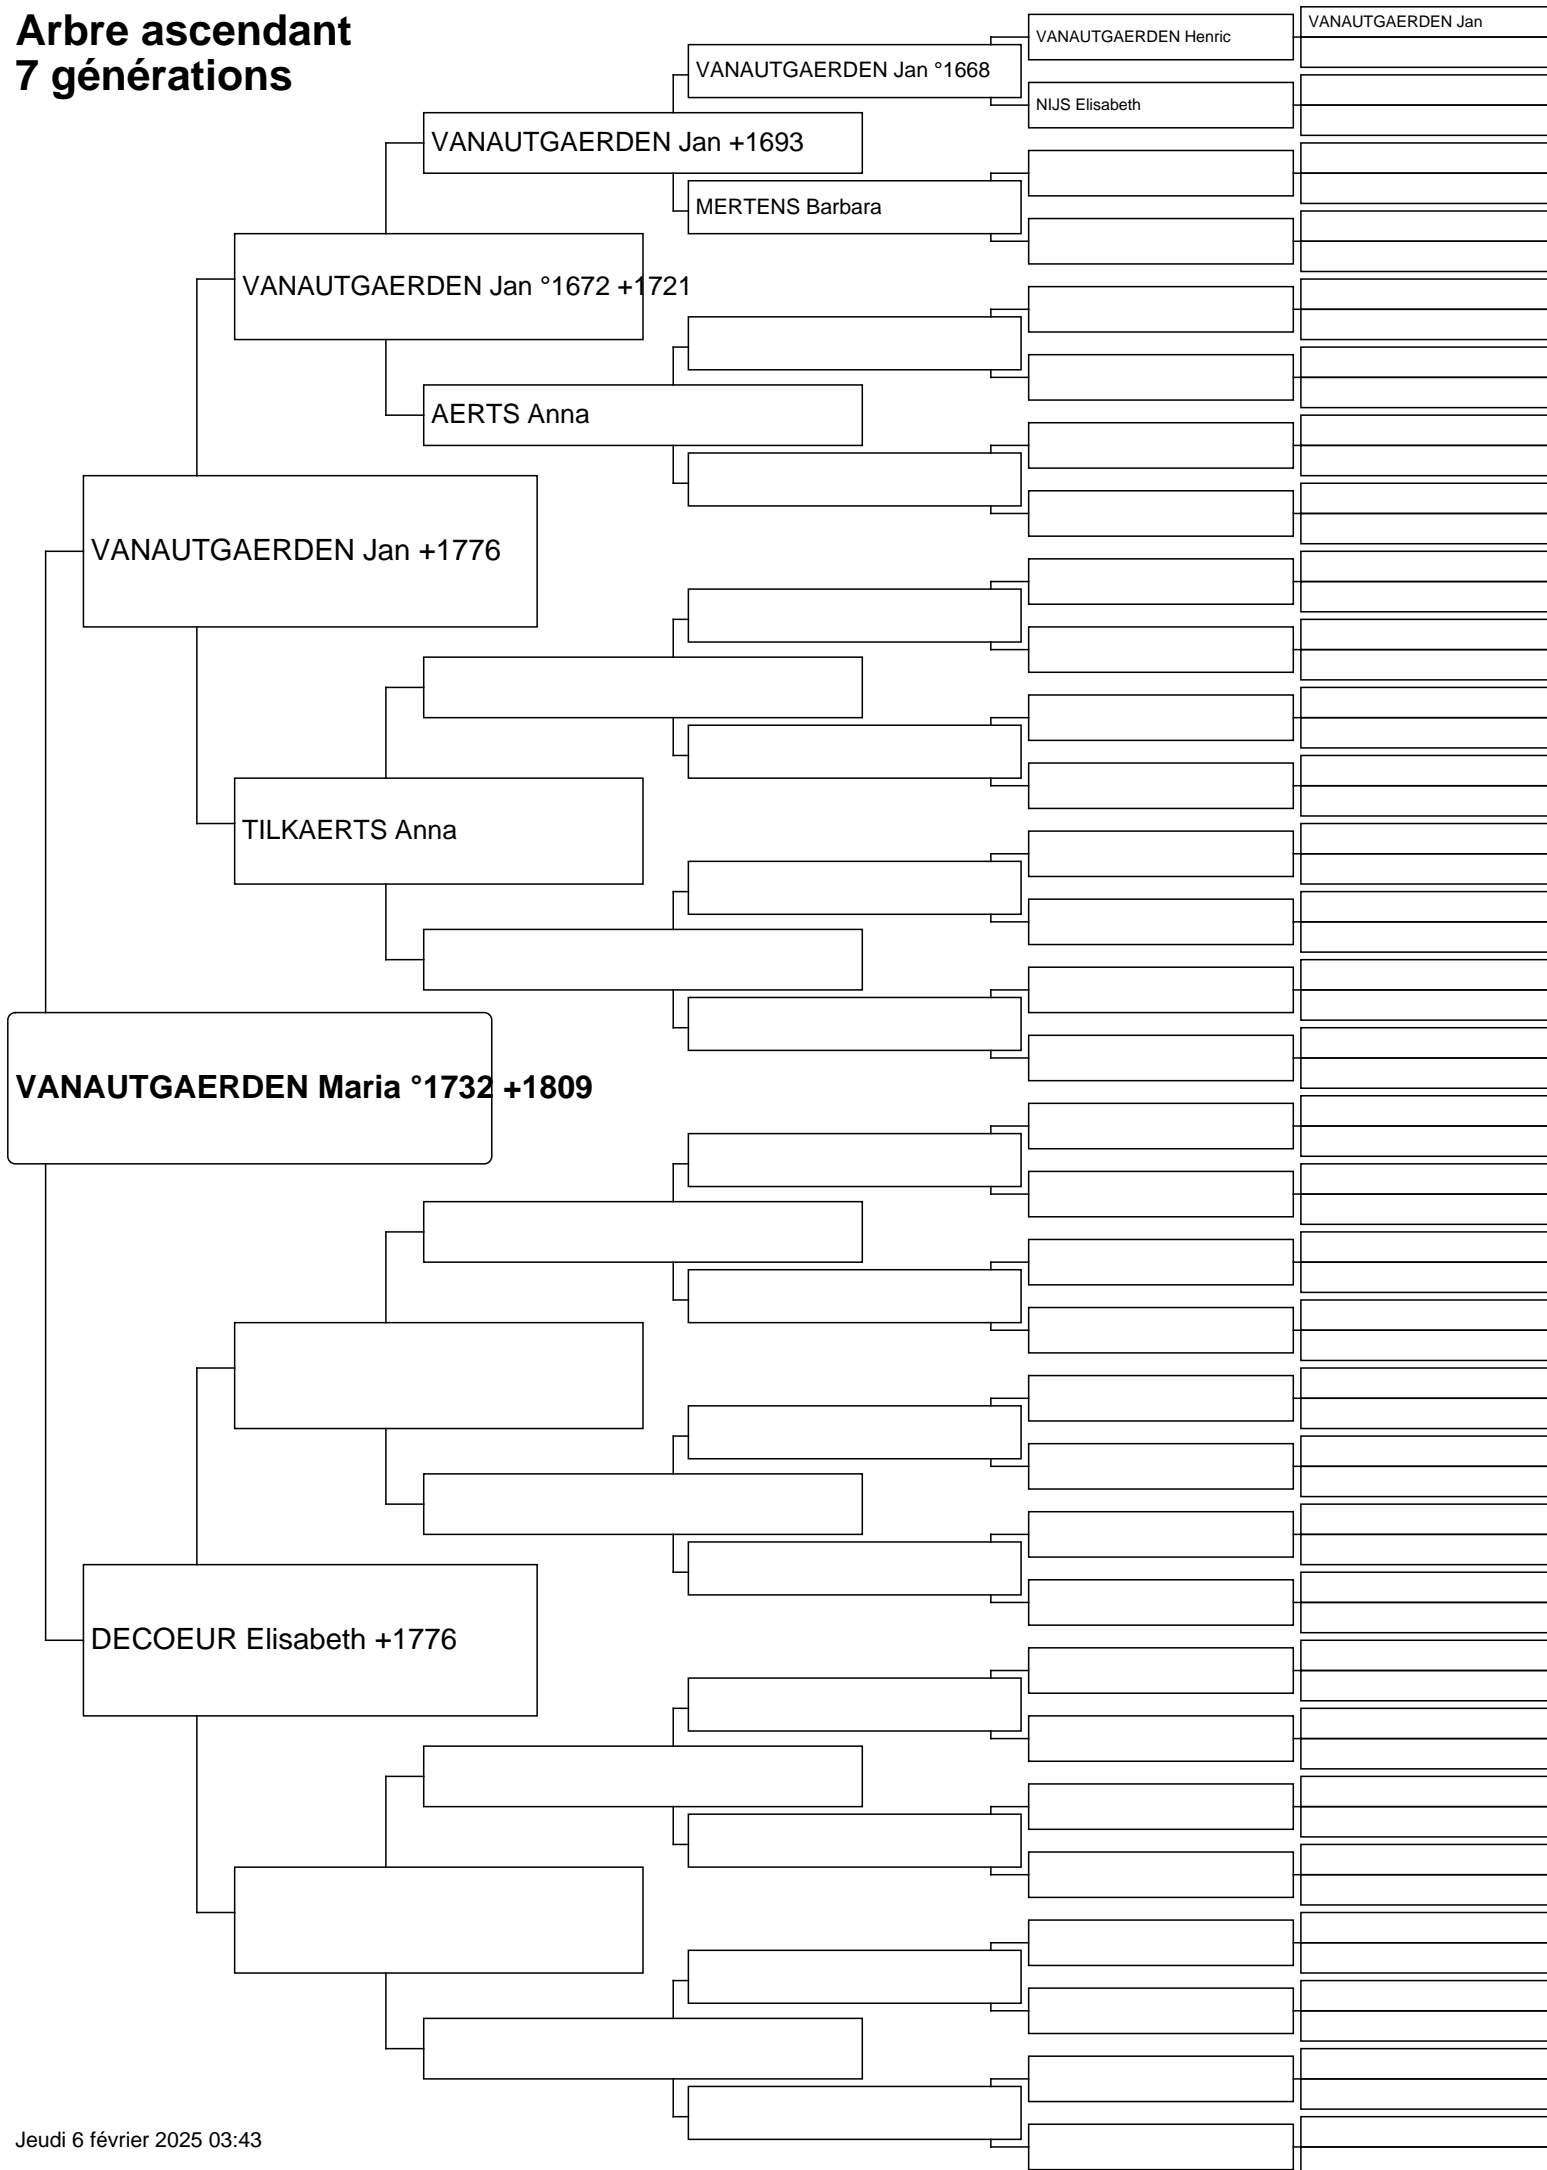 Arbre ascendant
7 générations
VANAUTGAERDEN Jan
VANAUTGAERDEN Henric
VANAUTGAERDEN Jan °1668
NIJS Elisabeth
VANAUTGAERDEN Jan +1693
MERTENS Barbara
VANAUTGAERDEN Jan °1672 +1721
AERTS Anna
VANAUTGAERDEN Jan +1776
TILKAERTS Anna
VANAUTGAERDEN Maria °1732 +1809
DECOEUR Elisabeth +1776
Jeudi 6 février 2025 03:43